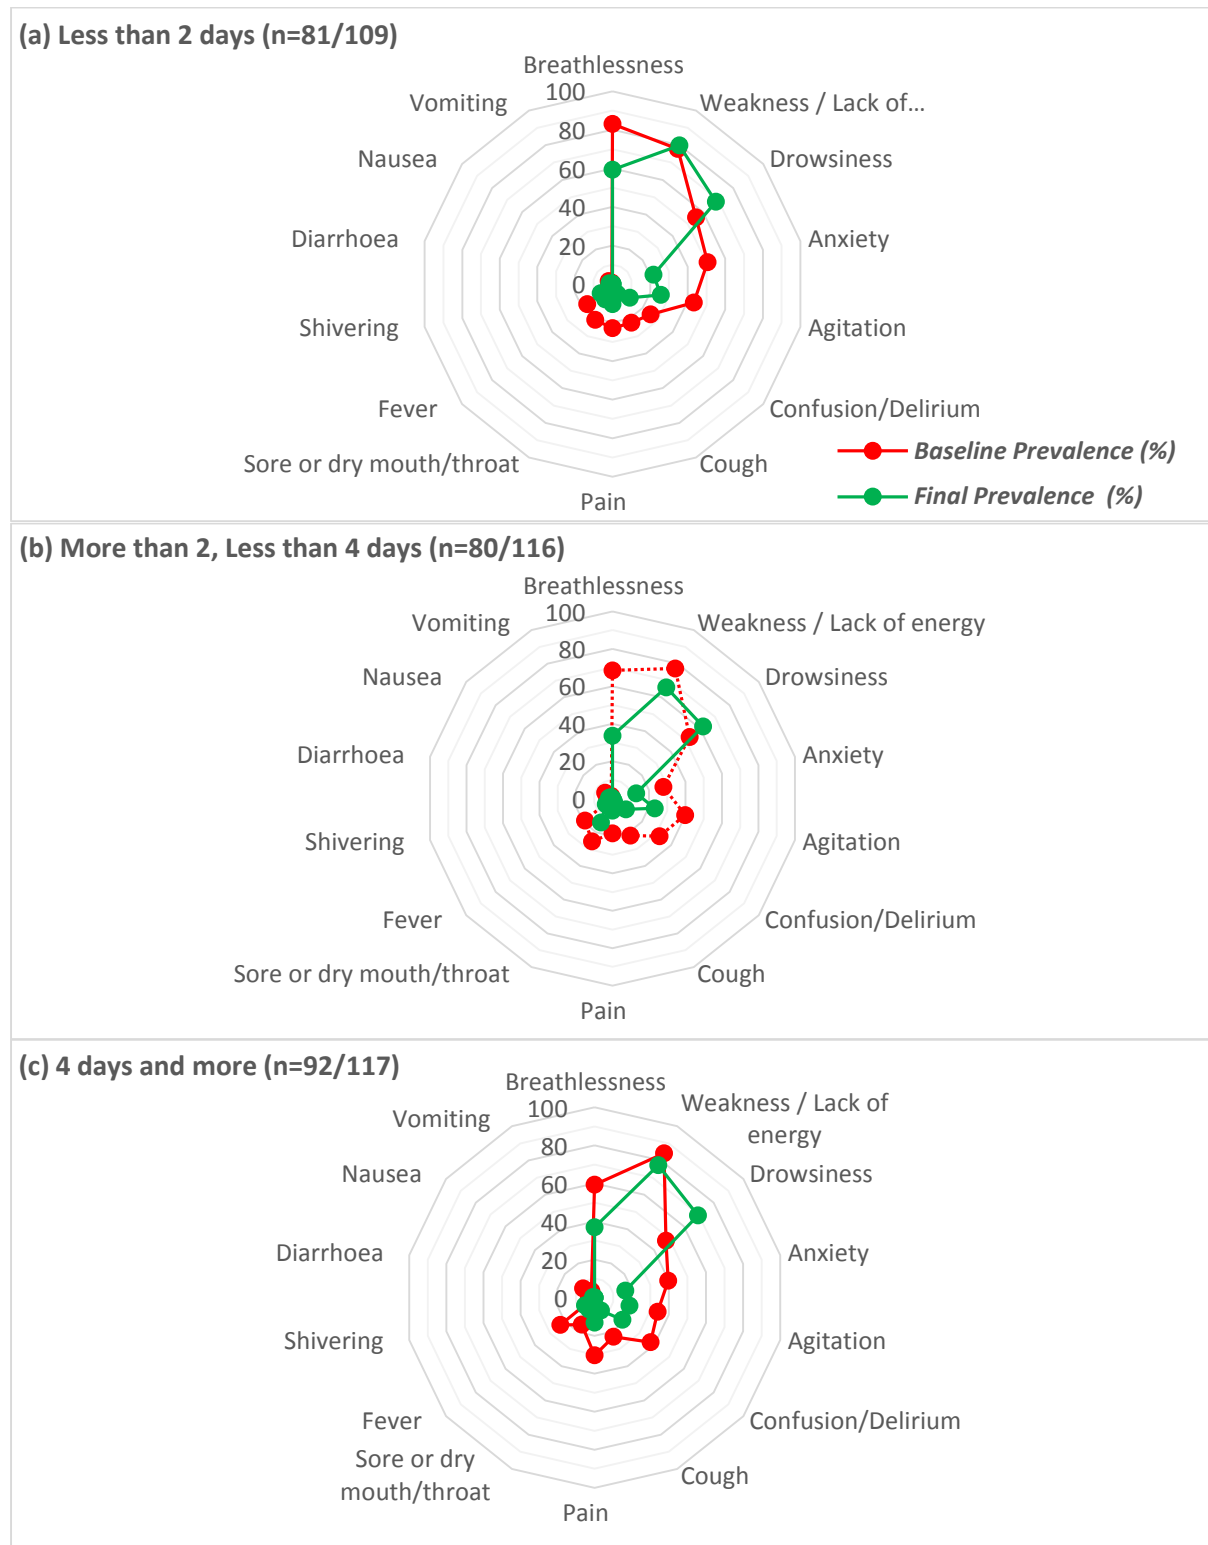 (a) Less than 2 days (n=81/109)
Breathlessness
100
Vomiting
Weakness / Lack of...
80
Nausea
Drowsiness
60
40
Diarrhoea
Anxiety
20
0
Shivering
Agitation
Fever
Confusion/Delirium
Baseline Prevalence (%)
Sore or dry mouth/throat
Cough
Final Prevalence (%)
Pain
(b) More than 2, Less than 4 days (n=80/116)
Breathlessness
100
Vomiting
Weakness / Lack of energy
80
Nausea
Drowsiness
60
40
Diarrhoea
Anxiety
20
0
Shivering
Agitation
Fever
Confusion/Delirium
Sore or dry mouth/throat
Cough
Pain
(c) 4 days and more (n=92/117)
Breathlessness
100
Weakness / Lack of
energy
Vomiting
80
Nausea
Drowsiness
60
40
Diarrhoea
Anxiety
20
0
Shivering
Agitation
Fever
Confusion/Delirium
Sore or dry
mouth/throat
Cough
Pain